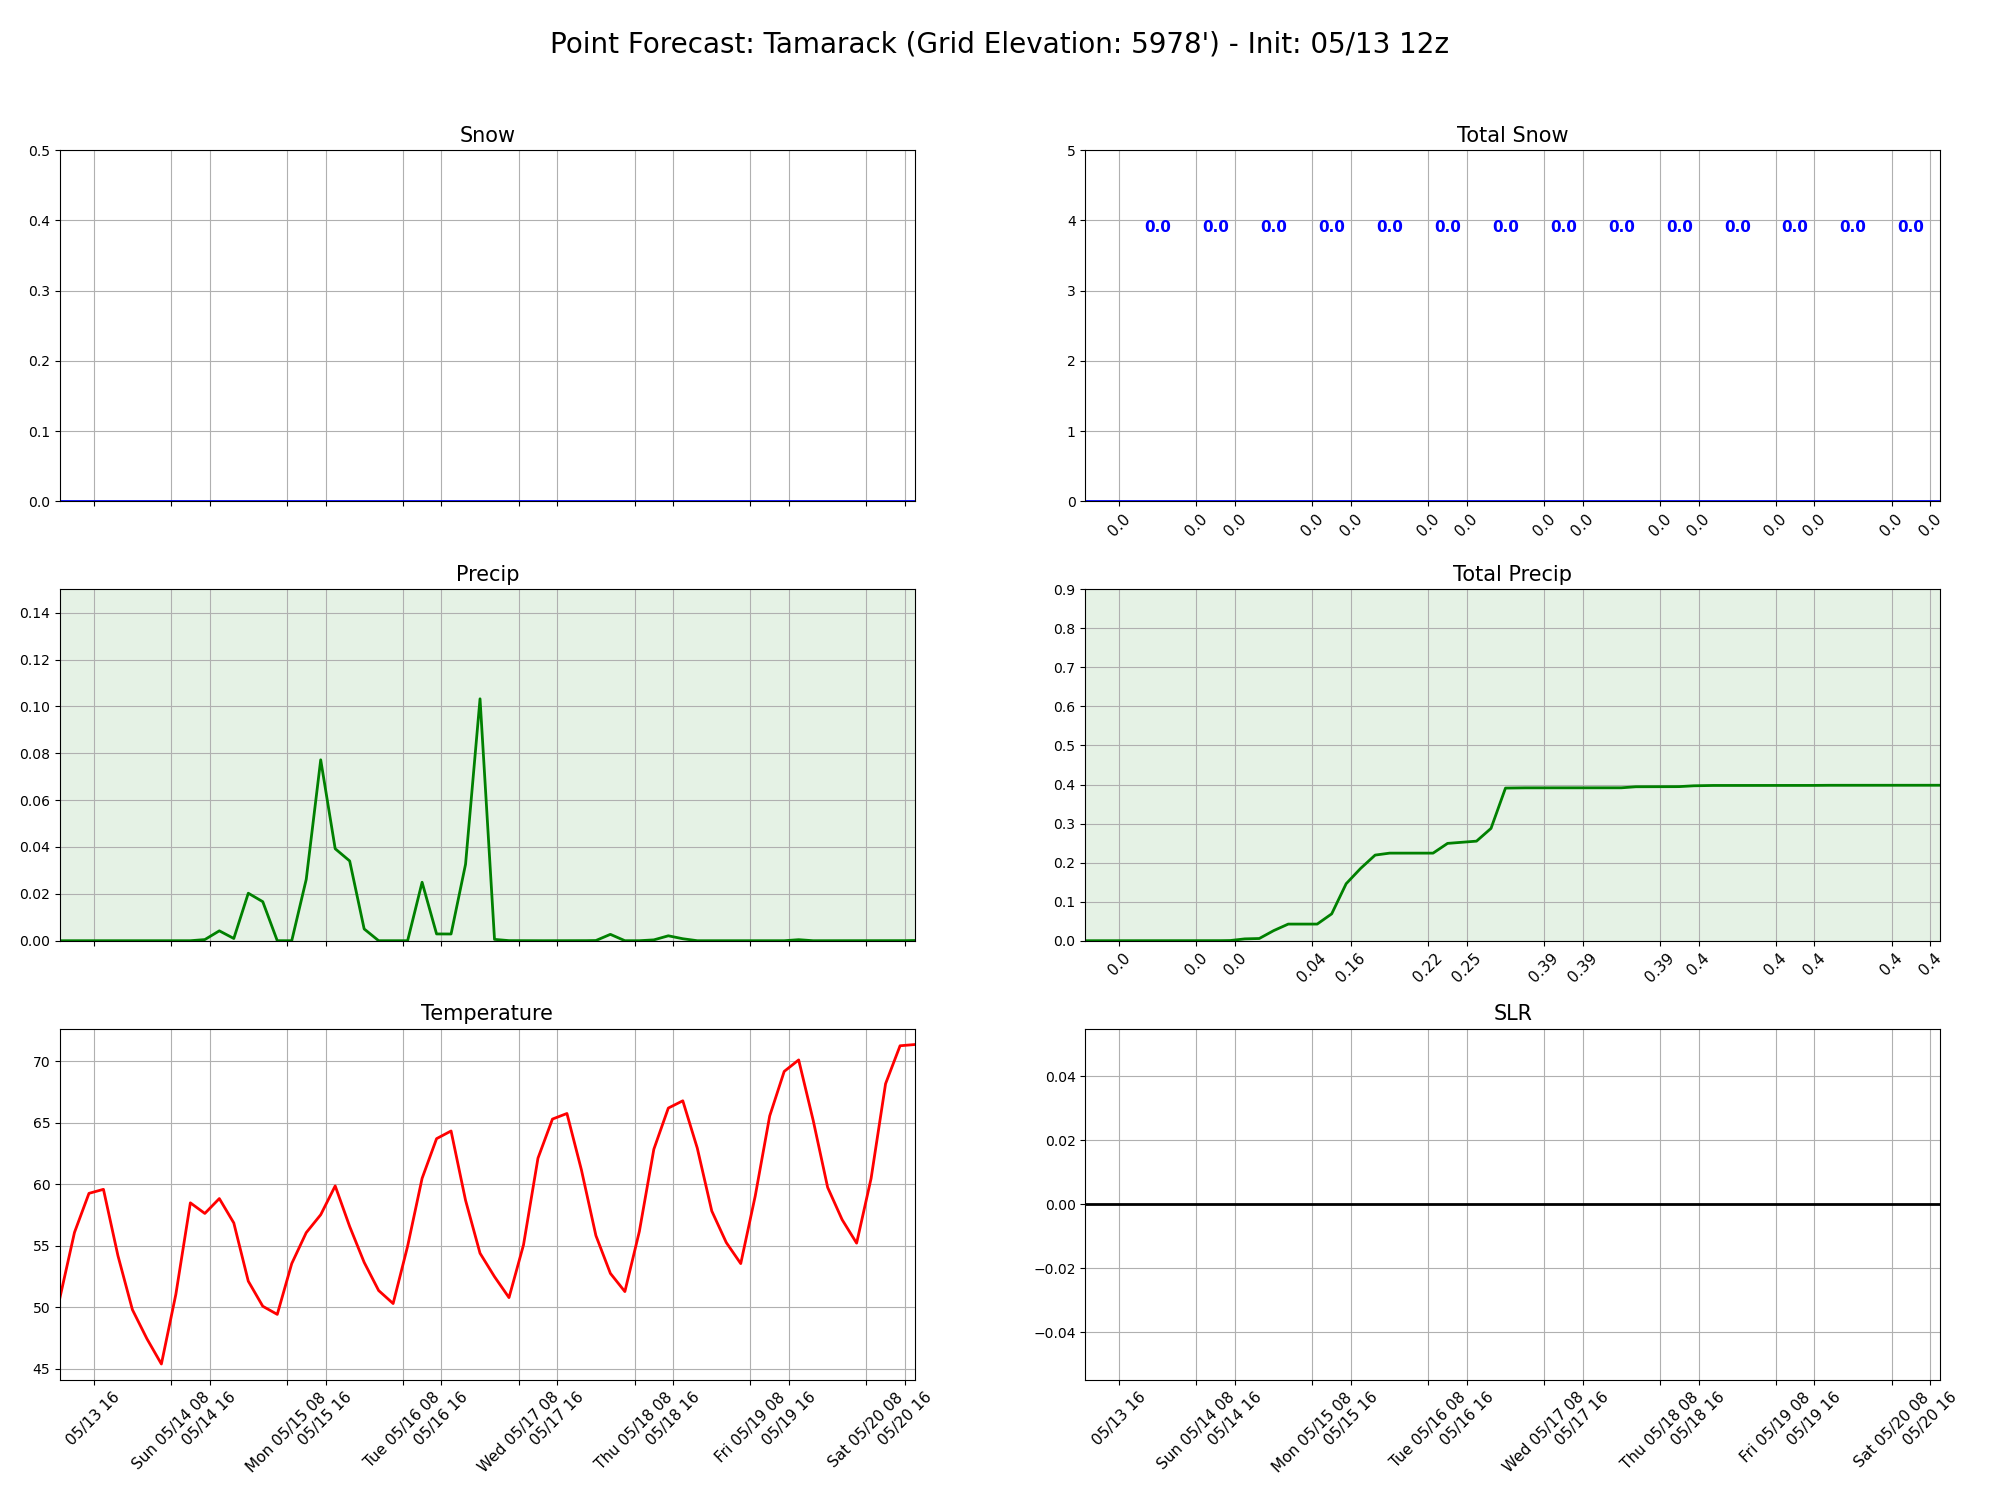 Point Forecast: Tamarack (Grid Elevation: 5978') - Init: 05/13 12z
Snow
0.5
0.4
0.3
0.2
0.1
0.0
Total Snow
5
4
3
2
1
0
0.0 0.0 0.0 0.0 0.0 0.0 0.0 0.0 0.0 0.0 0.0 0.0 0.0 0.0
0.0 0.0 0.0 0.0 0.0 0.0 0.0 0.0 0.0 0.0 0.0 0.0 0.0 0.0 0.0
Precip
0.14
0.12
0.10
0.08
0.06
0.04
0.02
0.00
Total Precip
0.9
0.8
0.7
0.6
0.5
0.4
0.3
0.2
0.1
0.0
0.0 0.0 0.0 0.04 0.16 0.22 0.25 0.39 0.39 0.39 0.4 0.4 0.4 0.4 0.4
Temperature
70
65
60
55
50
45
05/13 16
Sun 05/14 08
05/14 16
Mon 05/15 08
05/15 16
Tue 05/16 08
05/16 16
Wed 05/17 08
05/17 16
Thu 05/18 08
05/18 16
Fri 05/19 08
05/19 16
Sat 05/20 08
05/20 16
SLR
0.04
0.02
0.00
−0.02
−0.04
05/13 16
Sun 05/14 08
05/14 16
Mon 05/15 08
05/15 16
Tue 05/16 08
05/16 16
Wed 05/17 08
05/17 16
Thu 05/18 08
05/18 16
Fri 05/19 08
05/19 16
Sat 05/20 08
05/20 16